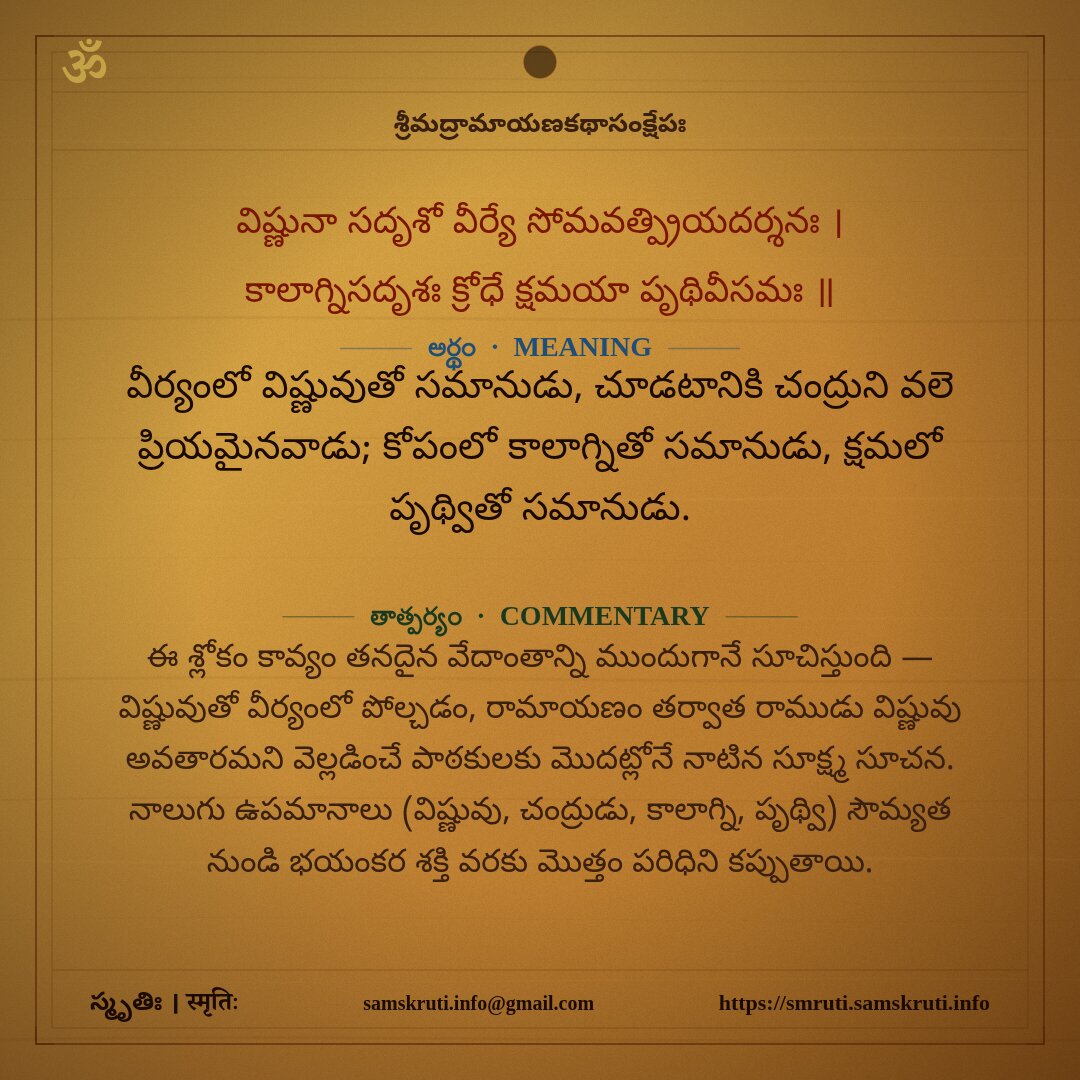 ॐ
శ్రీమద్రామాయణకథాసంక్షేపః
విష్ణునా సదృశో వీర్యే సోమవత్ప్రియదర్శనః |
కాలాగ్నిసదృశః క్రోధే క్షమయా పృథివీసమః ‖
అర్థం · MEANING
వీర్యంలో విష్ణువుతో సమానుడు, చూడటానికి చంద్రుని వలె
ప్రియమైనవాడు; కోపంలో కాలాగ్నితో సమానుడు, క్షమలో
పృథ్వితో సమానుడు.
తాత్పర్యం · COMMENTARY
ఈ శ్లోకం కావ్యం తనదైన వేదాంతాన్ని ముందుగానే సూచిస్తుంది —
విష్ణువుతో వీర్యంలో పోల్చడం, రామాయణం తర్వాత రాముడు విష్ణువు
అవతారమని వెల్లడించే పాఠకులకు మొదట్లోనే నాటిన సూక్ష్మ సూచన.
నాలుగు ఉపమానాలు (విష్ణువు, చంద్రుడు, కాలాగ్ని, పృథ్వి) సౌమ్యత
నుండి భయంకర శక్తి వరకు మొత్తం పరిధిని కప్పుతాయి.
స్మృతిః | स्मृतिः samskruti.info@gmail.com https://smruti.samskruti.info